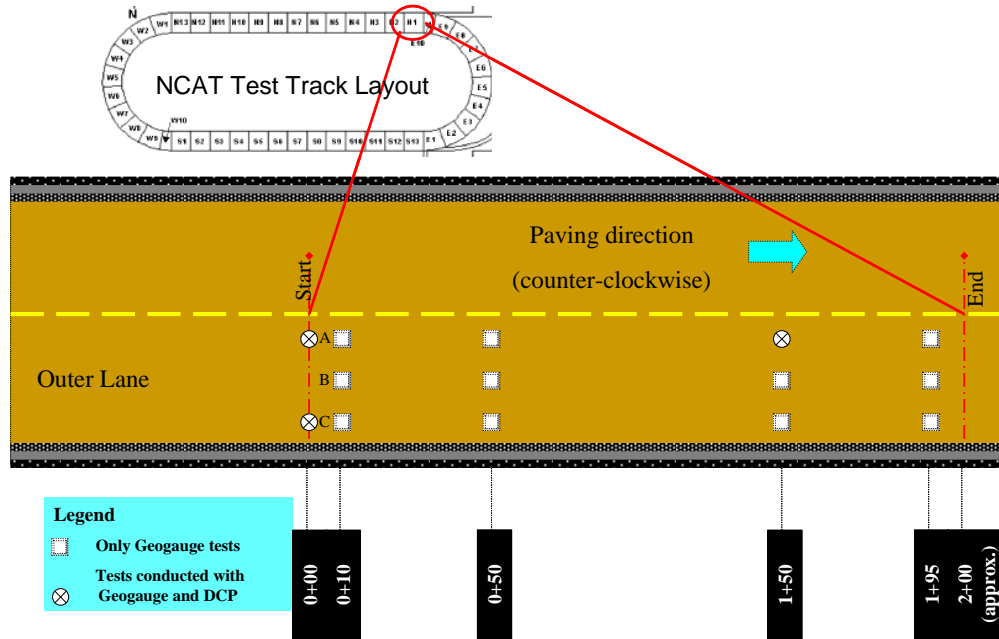 N
W1 N13 N12 N11 N10 N9 N8 N7 N6 N5 N4 N3 N1
W2 E9
W3 E8
E10
W4
W5 NCAT Test Track Layout E6
W6 E5
W7 E4
W8 W10 E3
W9 S1 S2 S3 S4 S5 S6 S7 S8 S9 S10 S11 S12 S13 E1 E2
Paving direction
(counter-clockwise)
Start
End
A
B
C
Outer Lane
Legend
Only Geogauge tests
Tests conducted with
Geogauge and DCP
0+00
0+10
0+50
1+50
1+95
2+00
(approx.)